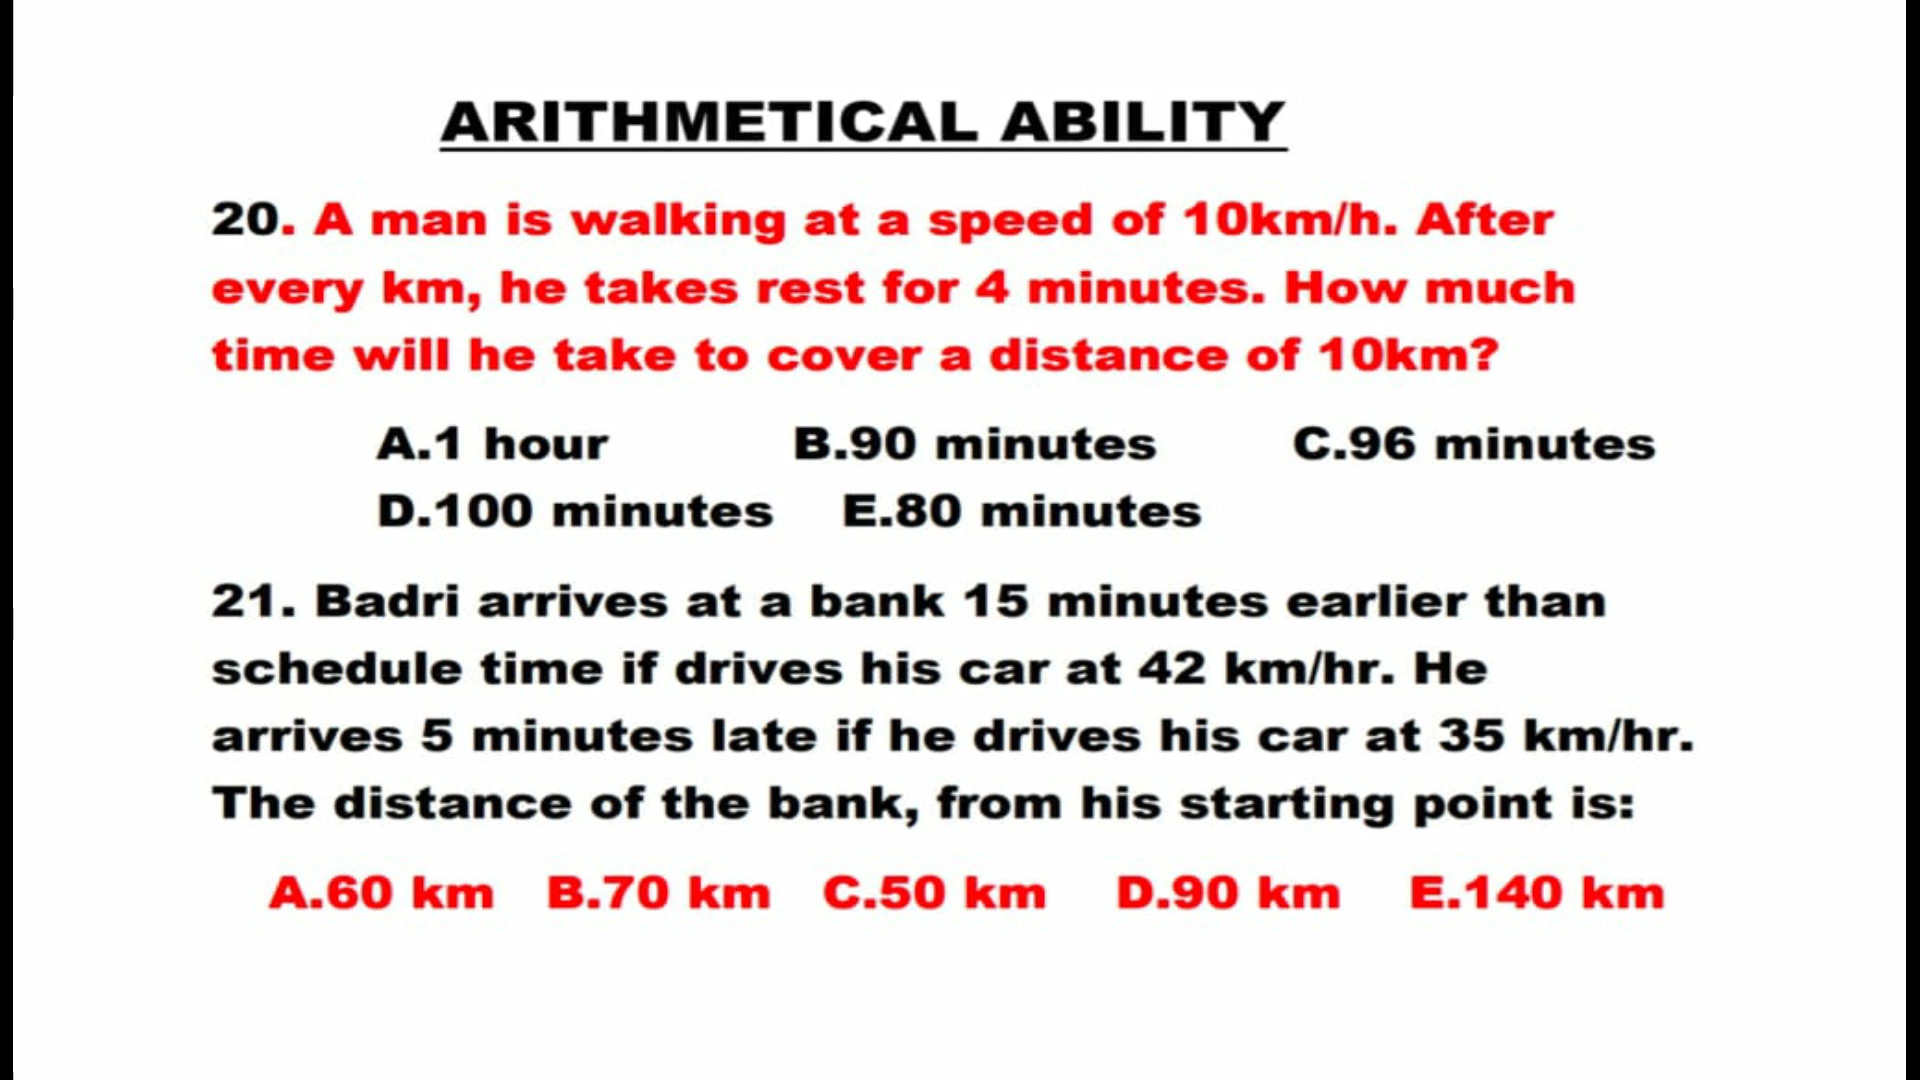 ARITHMETICAL ABILITY
20. A man is walking at a speed of 10km/h. After
every km, he takes rest for 4 minutes. How much
time will he take to cover a distance of 10km?
A.1 hour B.90 minutes C.96 minutes
D.100 minutes E.80 minutes
21. Badri arrives at a bank 15 minutes earlier than
schedule time if drives his car at 42 km/hr. He
arrives 5 minutes late if he drives his car at 35 km/hr.
The distance of the bank, from his starting point is:
A.60 km B.70 km C.50 km D.90 km E.140 km